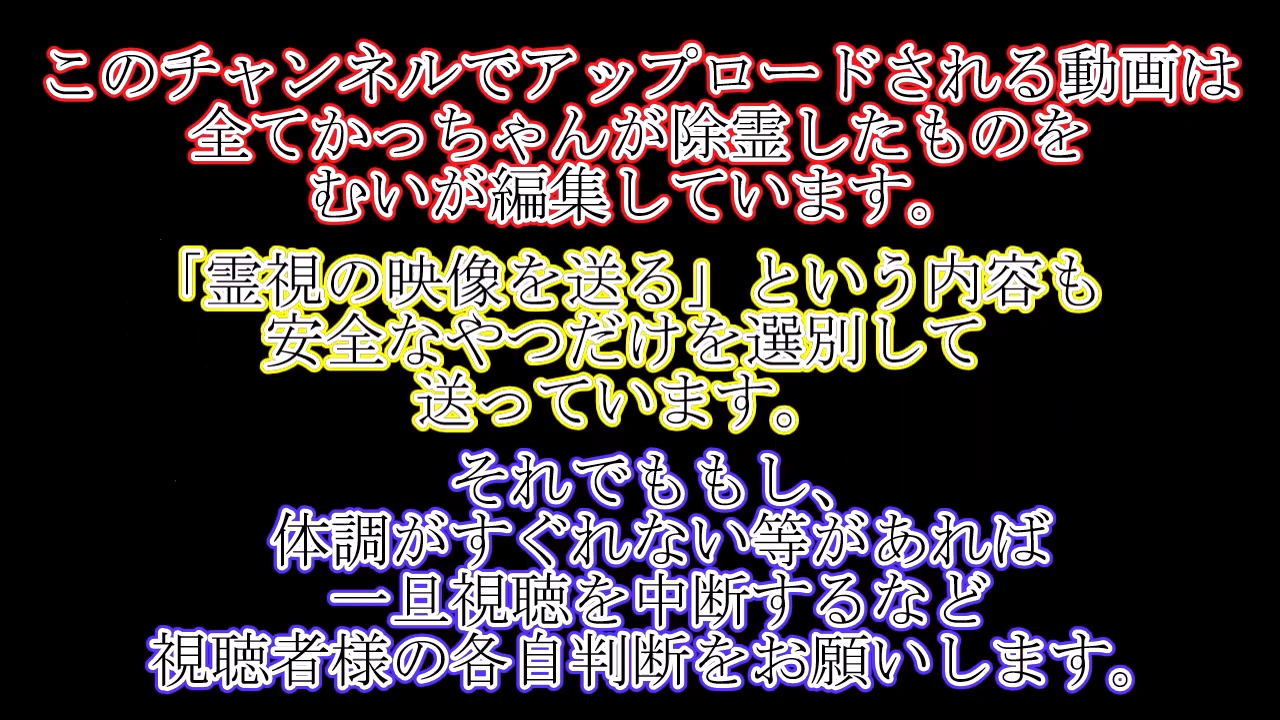 このチャンネルでアップロードされる動画は
全てかっちゃんが除霊したものを
むいが編集しています。
「霊視の映像を送る」という内容も
安全なやつだけを選別して
送っています。
それでももし、
体調がすぐれない等があれば
一旦視聴を中断するなど
視聴者様の各自判断をお願いします。